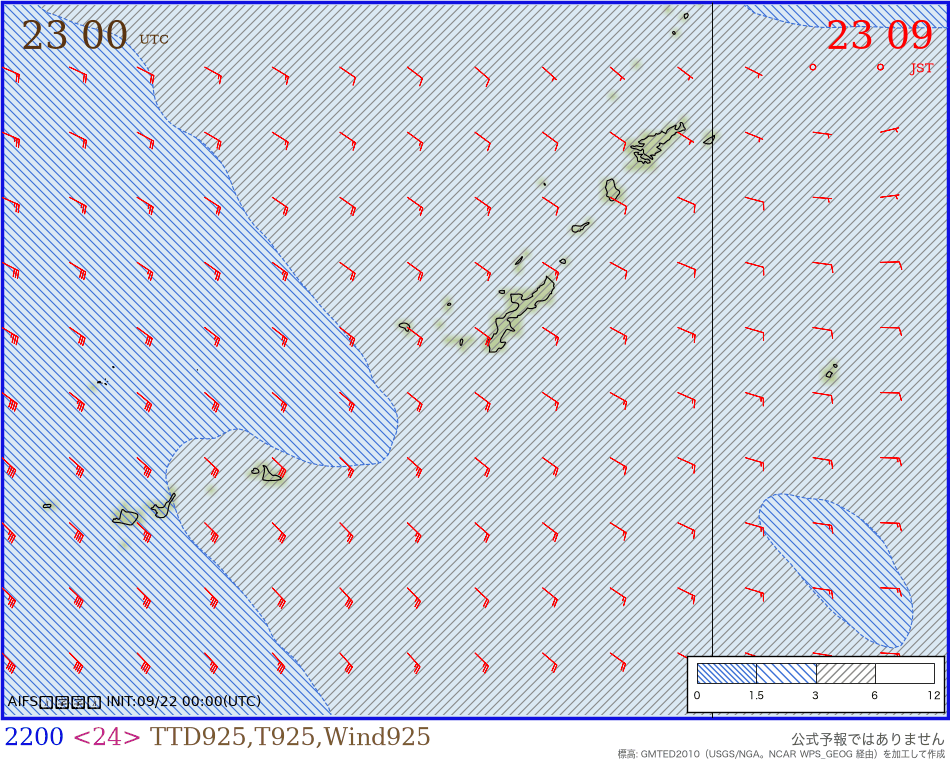 23 00 UTC
23 09
JST
0 1.5 3 6 12
AIFS□□□□ INIT:09/22 00:00(UTC)
2200 <24> TTD925,T925,Wind925
公式予報ではありません
標高: GMTED2010（USGS/NGA。NCAR WPS_GEOG 経由）を加工して作成